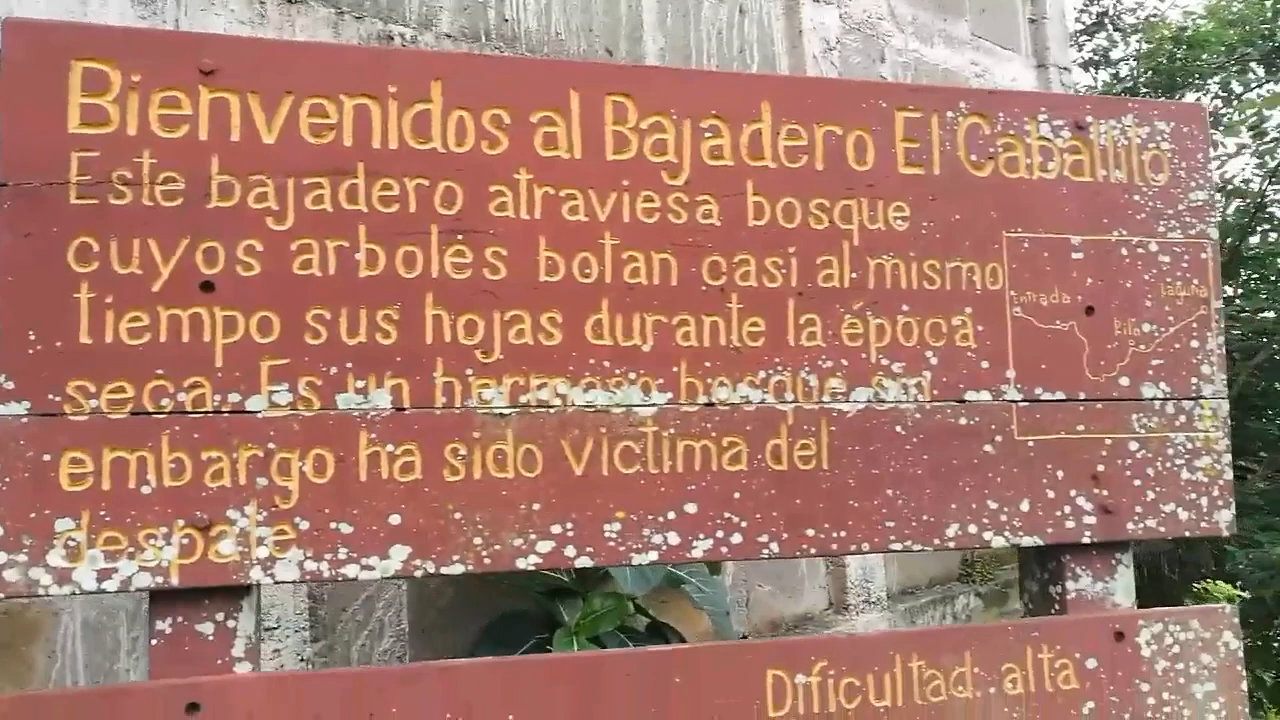 Bienvenidos al Bajadero El Caballito
Este bajadero atraviesa bosque
cuyos arboles botan casi al mismo
tiempo sus hojas durante la época
seca. Es un hermoso bosque sin
embargo ha sido victima del
despale
Entrada
Laguna
Pila
Dificultad: alta